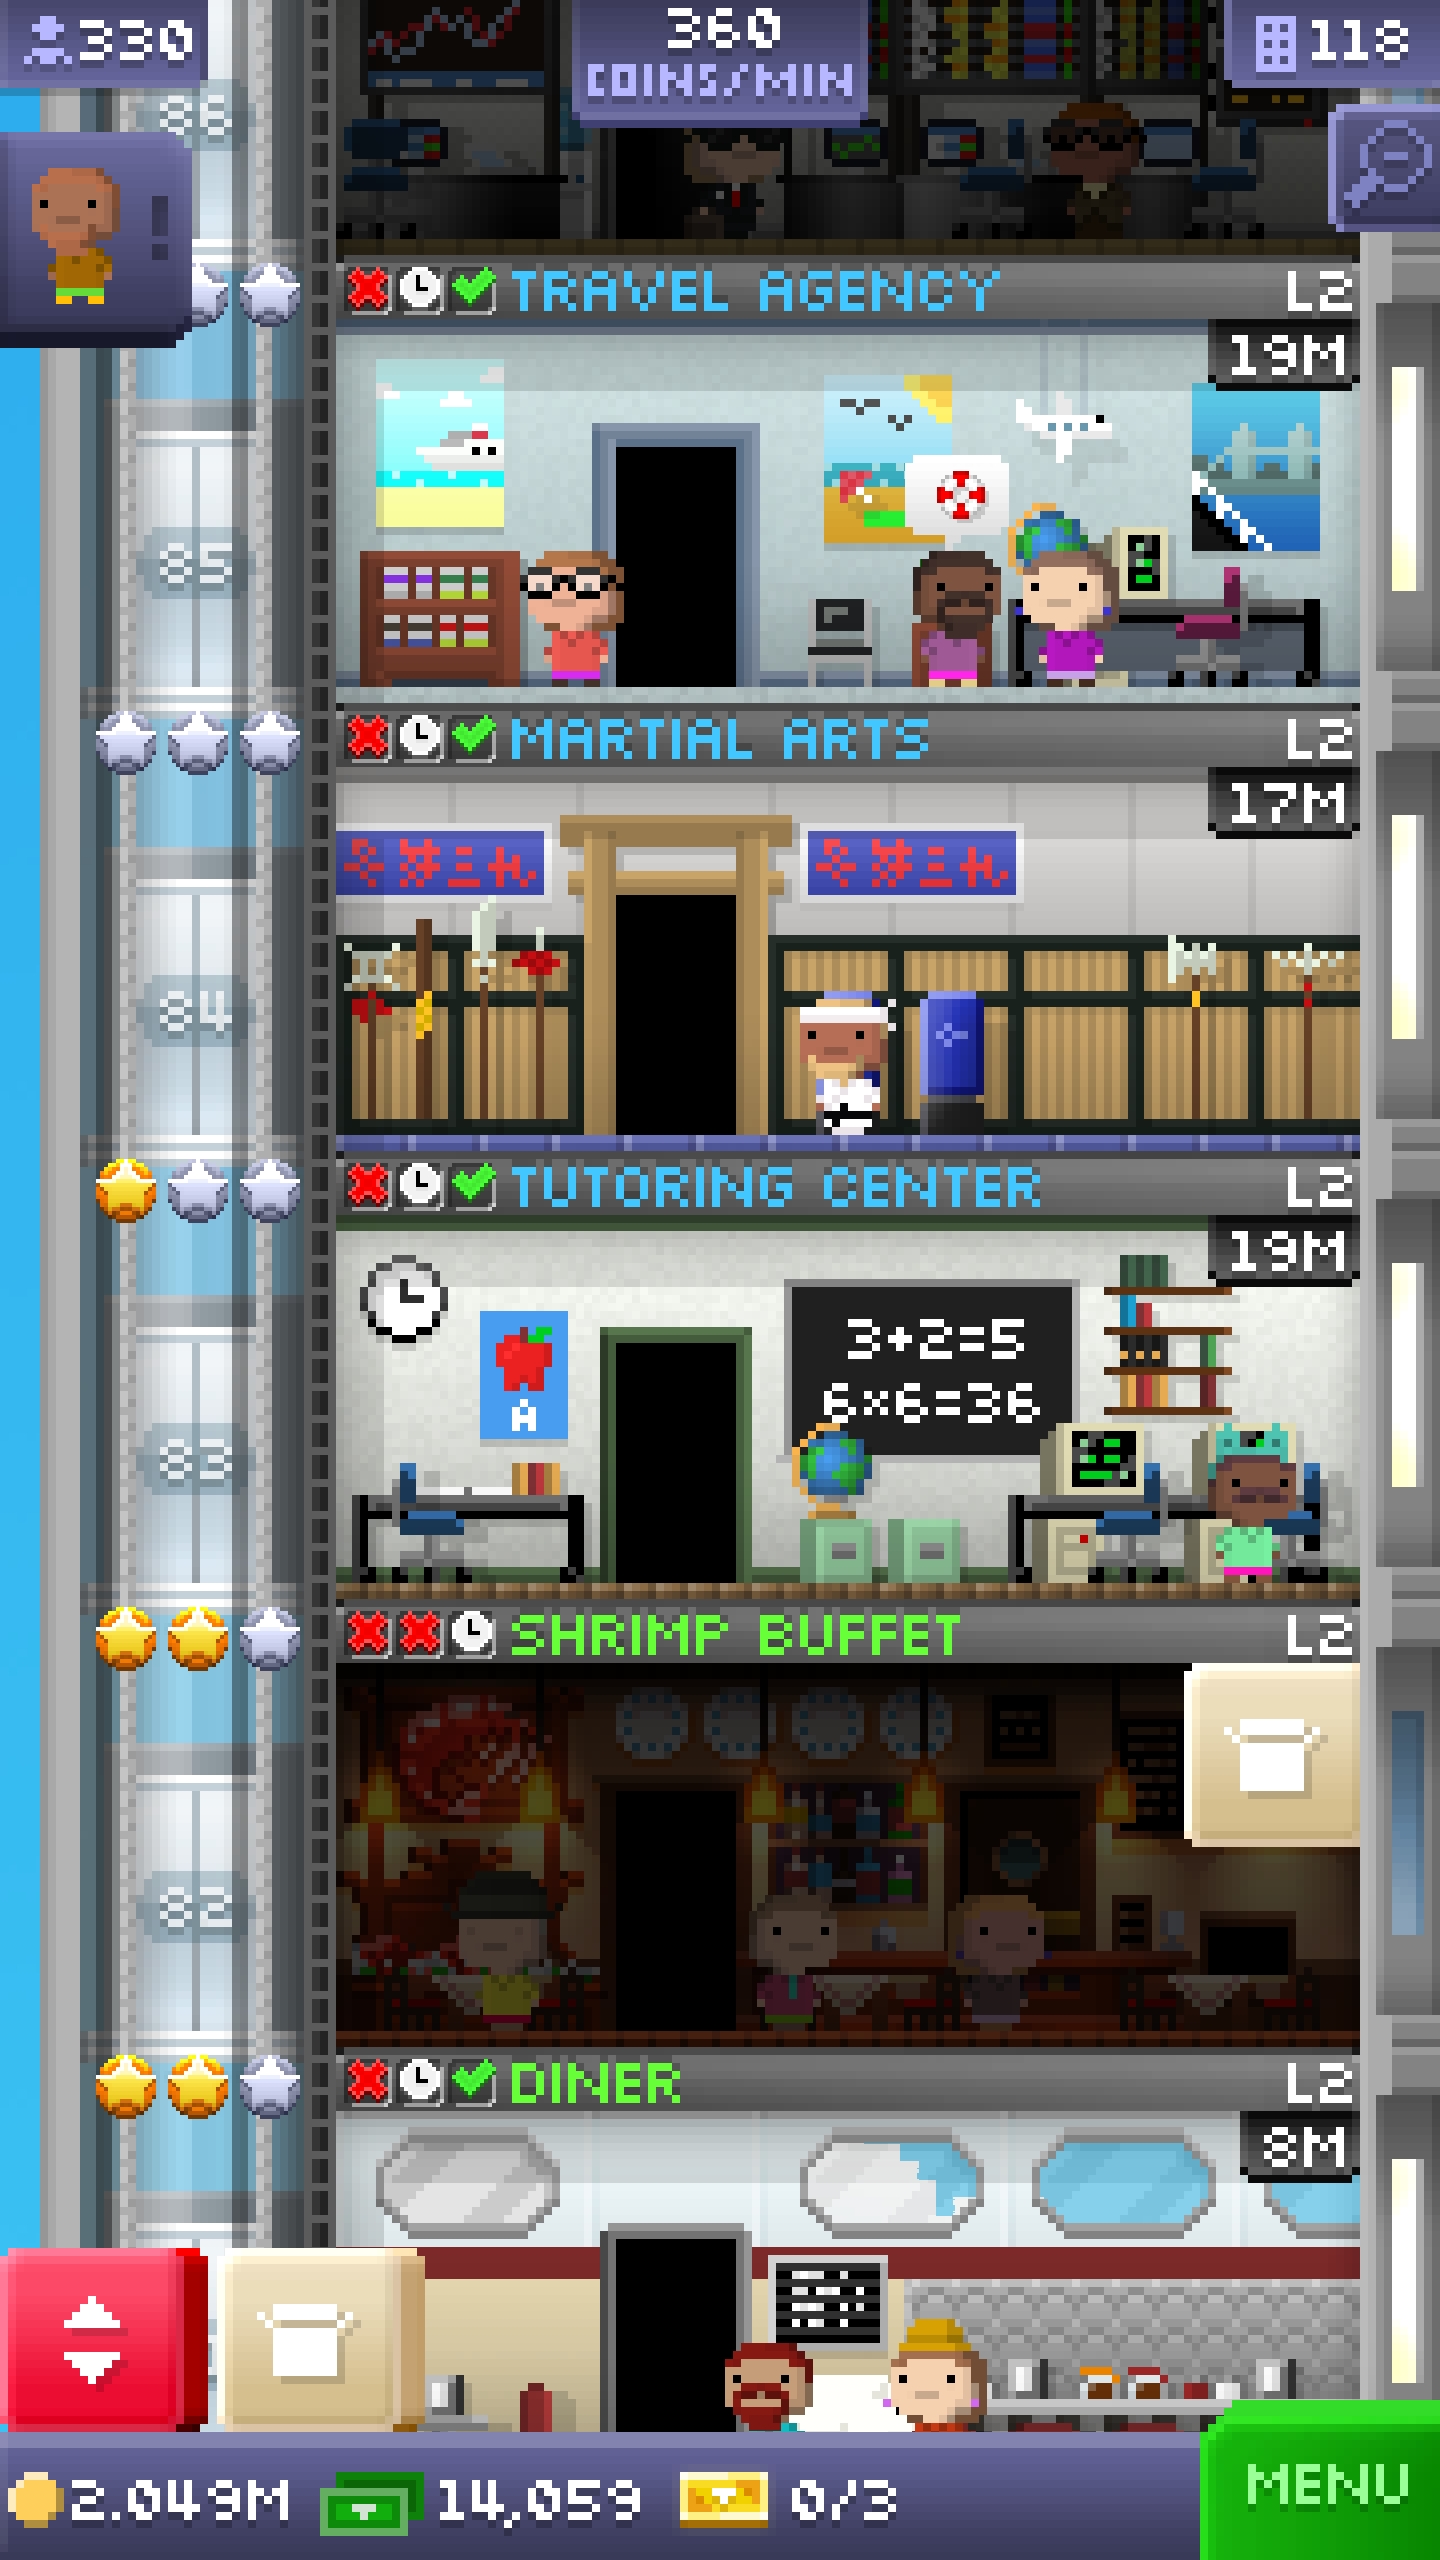 330
360
COINS/MIN
118
86
TRAVEL AGENCY
L2
19M
85
MARTIAL ARTS
L2
17M
84
TUTORING CENTER
L2
19M
3+2=5
6×6=36
A
83
SHRIMP BUFFET
L2
82
DINER
L2
8M
2.049M
14,059
0/3
MENU